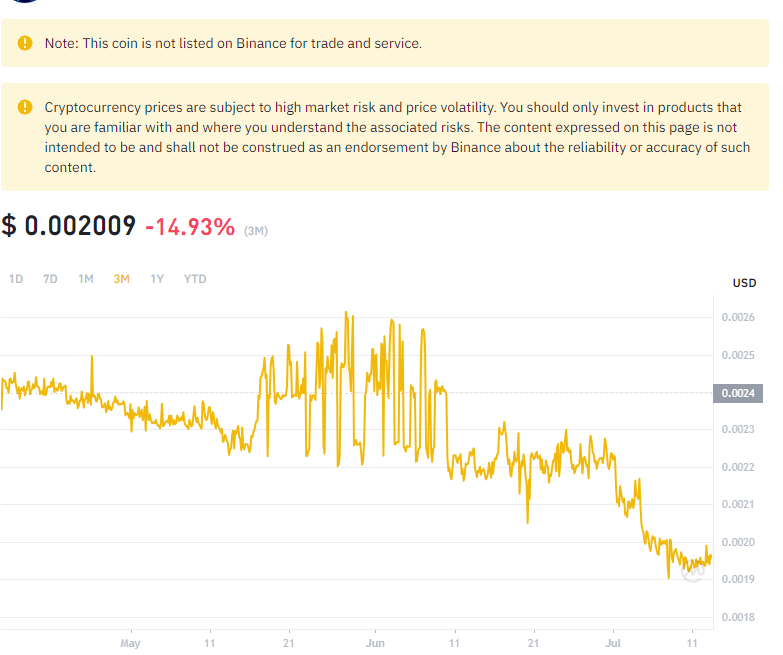 Note: This coin is not listed on Binance for trade and service.
Cryptocurrency prices are subject to high market risk and price volatility. You should only invest in products that
you are familiar with and where you understand the associated risks. The content expressed on this page is not
intended to be and shall not be construed as an endorsement by Binance about the reliability or accuracy of such
content.
$ 0.002009 -14.93% (3M)
1D 7D 1M 3M 1Y YTD
USD
0.0026
0.0025
0.0024
0.0023
0.0022
0.0021
0.0020
0.0019
0.0018
May 11 21 Jun 11 21 Jul 11